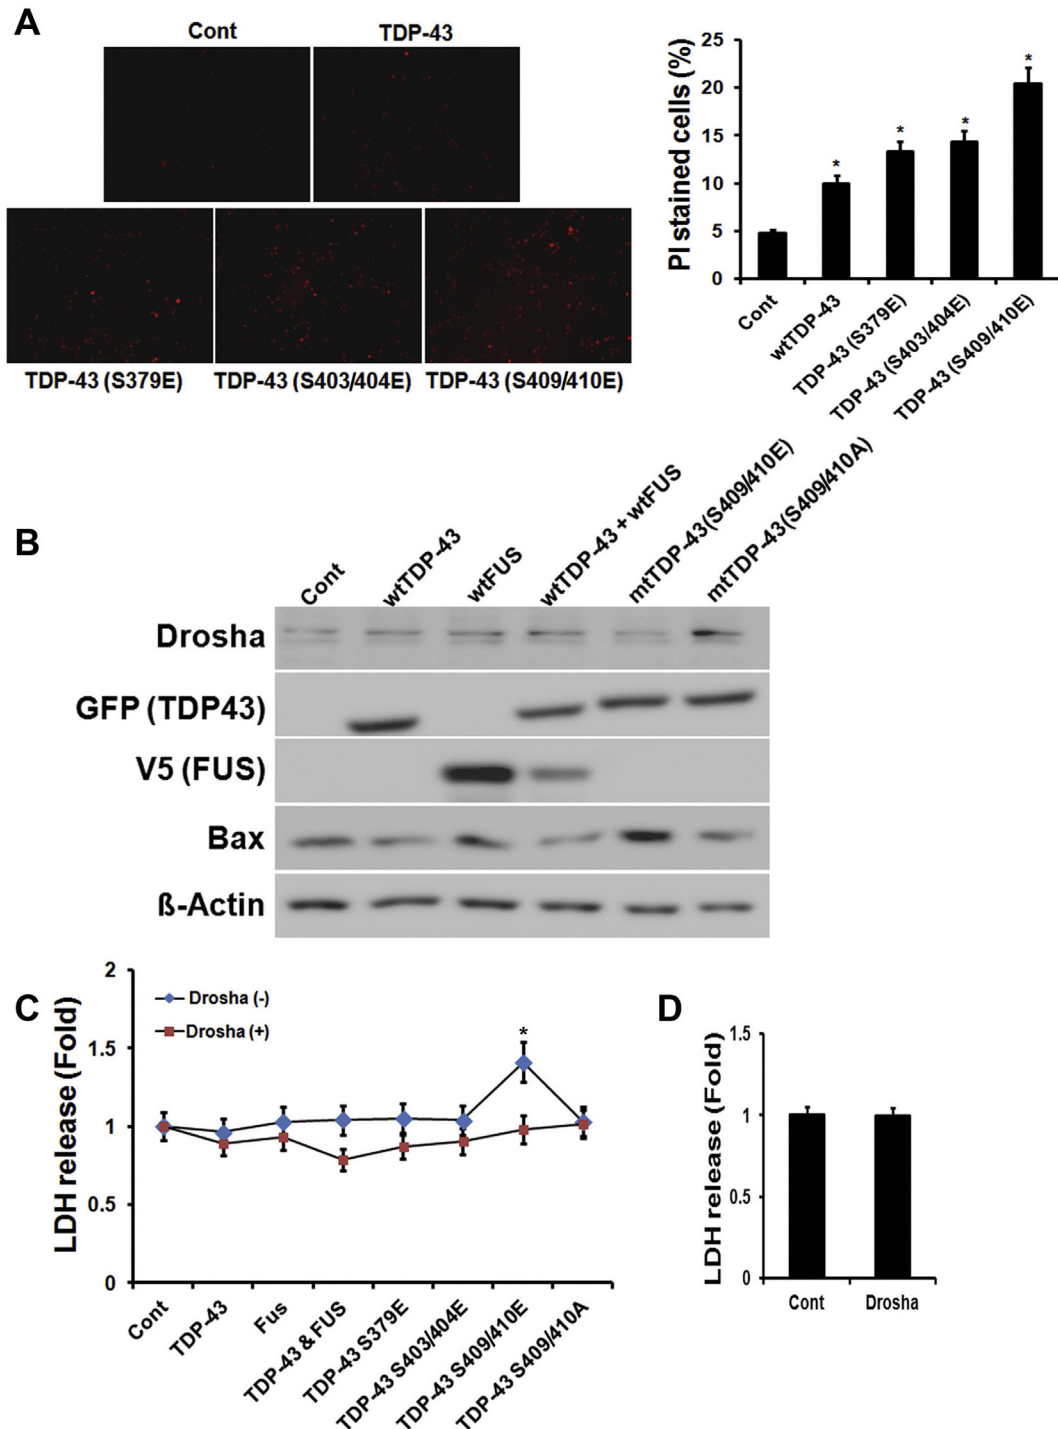 A
Cont
TDP-43
TDP-43 (S379E)
TDP-43 (S403/404E)
TDP-43 (S409/410E)
PI stained cells (%)
25
20
15
10
5
0
*
*
*
*
Cont
wtTDP-43
TDP-43 (S379E)
TDP-43 (S403/404E)
TDP-43 (S409/410E)
B
Cont
wtTDP-43
wtFUS
wtTDP-43 + wtFUS
mtTDP-43(S409/410E)
mtTDP-43(S409/410A)
Drosha
GFP (TDP43)
V5 (FUS)
Bax
ß-Actin
C
LDH release (Fold)
2
1.5
1
0.5
0
Drosha (-)
Drosha (+)
*
Cont
TDP-43
Fus
TDP-43 & FUS
TDP-43 S379E
TDP-43 S403/404E
TDP-43 S409/410E
TDP-43 S409/410A
D
LDH release (Fold)
1.5
1
0.5
0
Cont
Drosha